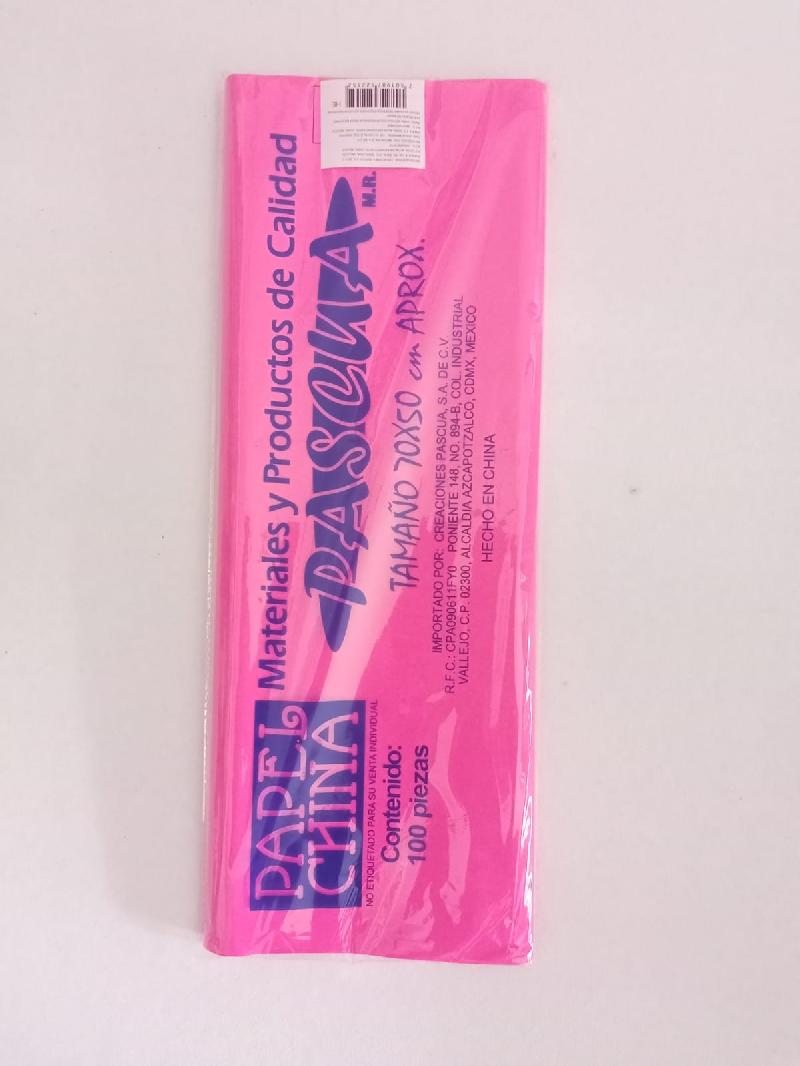 PAPEL
CHINA
NO ETIQUETADO PARA SU VENTA INDIVIDUAL
Contenido:
100 piezas
Materiales y Productos de Calidad
PASCUA
M.R.
TAMAÑO 70X50 cm APROX.
IMPORTADO POR: CREACIONES PASCUA, S.A. DE C.V.
R.F.C.: CPA090611FY0 PONIENTE 148, NO. 894-B, COL. INDUSTRIAL
VALLEJO, C.P. 02300, ALCALDIA AZCAPOTZALCO, CDMX, MEXICO
HECHO EN CHINA